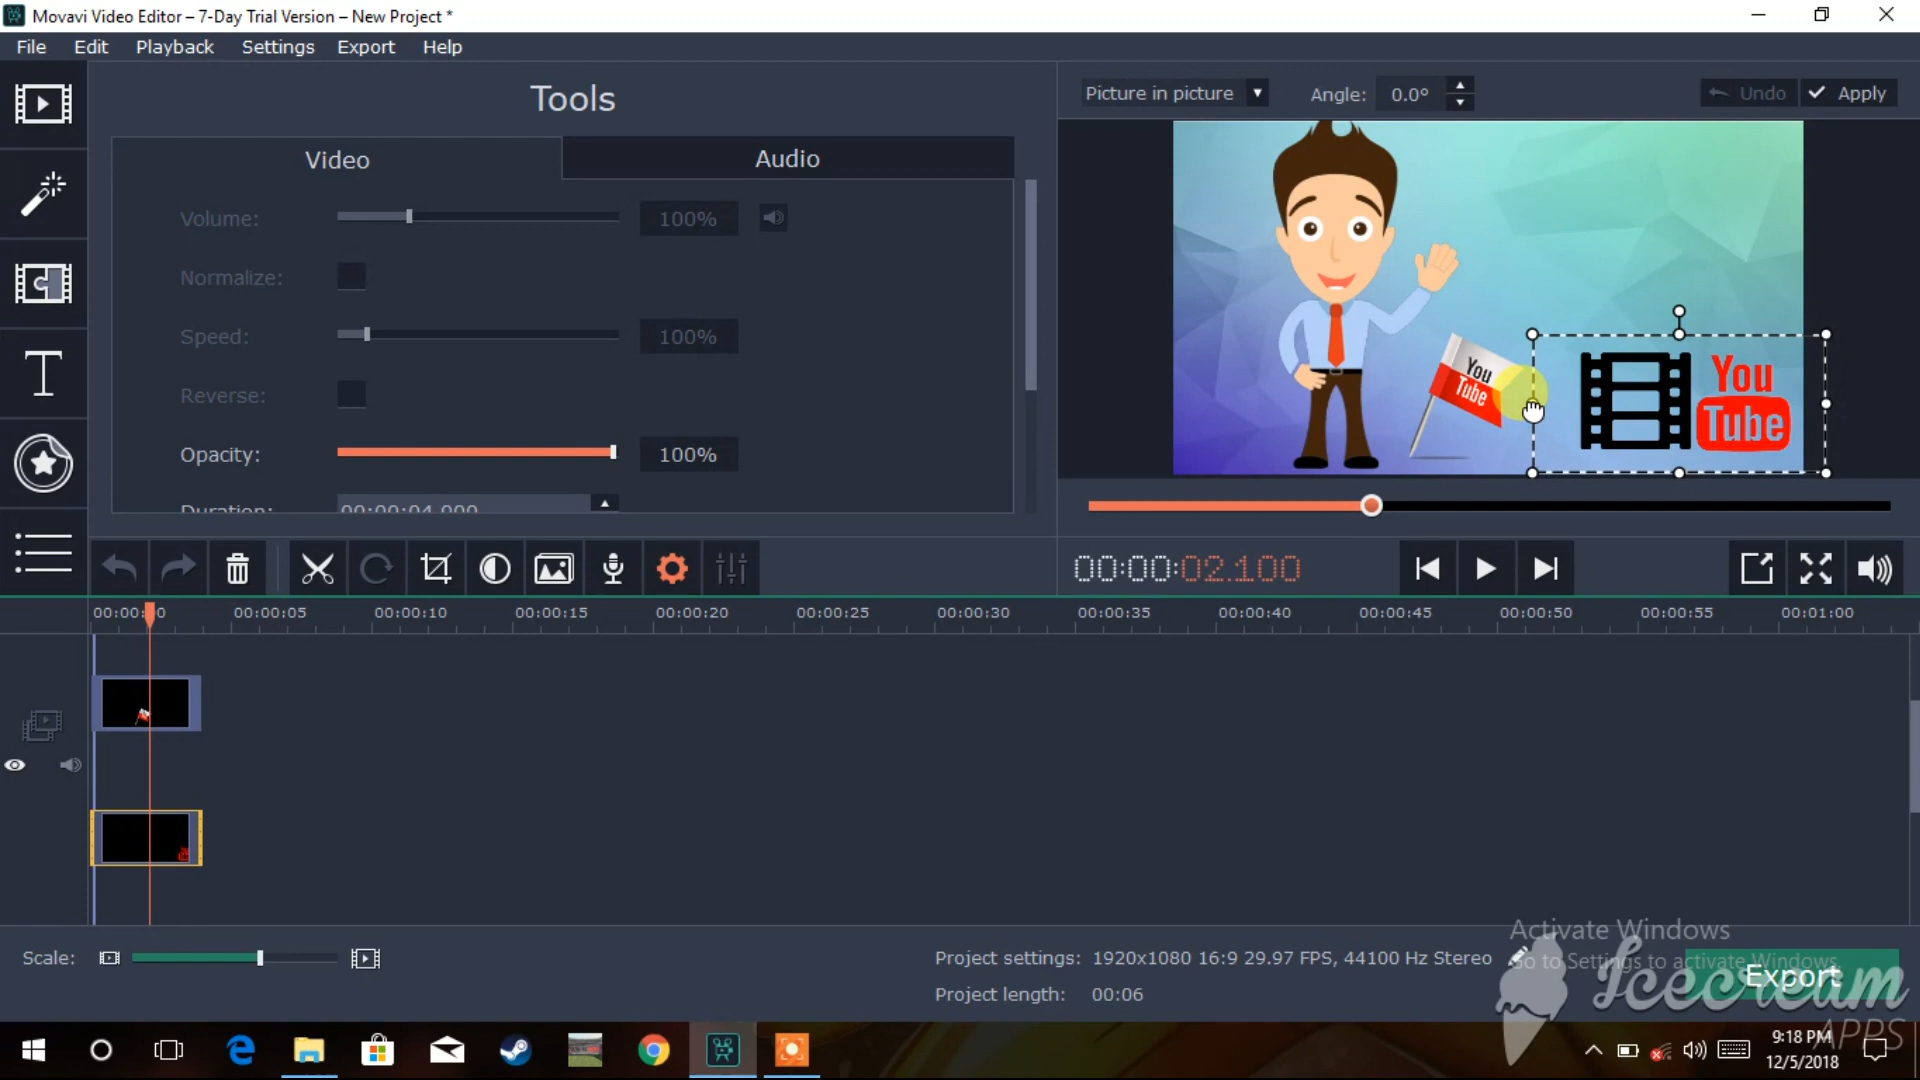 Movavi Video Editor – 7-Day Trial Version – New Project *
File Edit Playback Settings Export Help
Tools
Picture in picture
Angle: 0.0°
Undo
Apply
Video
Audio
Volume: 100%
Normalize:
Speed: 100%
Reverse:
Opacity: 100%
Duration: 00:00:04.000
You
Tube
You
Tube
00:00:02.100
00:00:00 00:00:05 00:00:10 00:00:15 00:00:20 00:00:25 00:00:30 00:00:35 00:00:40 00:00:45 00:00:50 00:00:55 00:01:00
Scale:
Project settings: 1920x1080 16:9 29.97 FPS, 44100 Hz Stereo
Project length: 00:06
Activate Windows
Go to Settings to activate Windows.
Export
Icecream
APPS
9:18 PM
12/5/2018